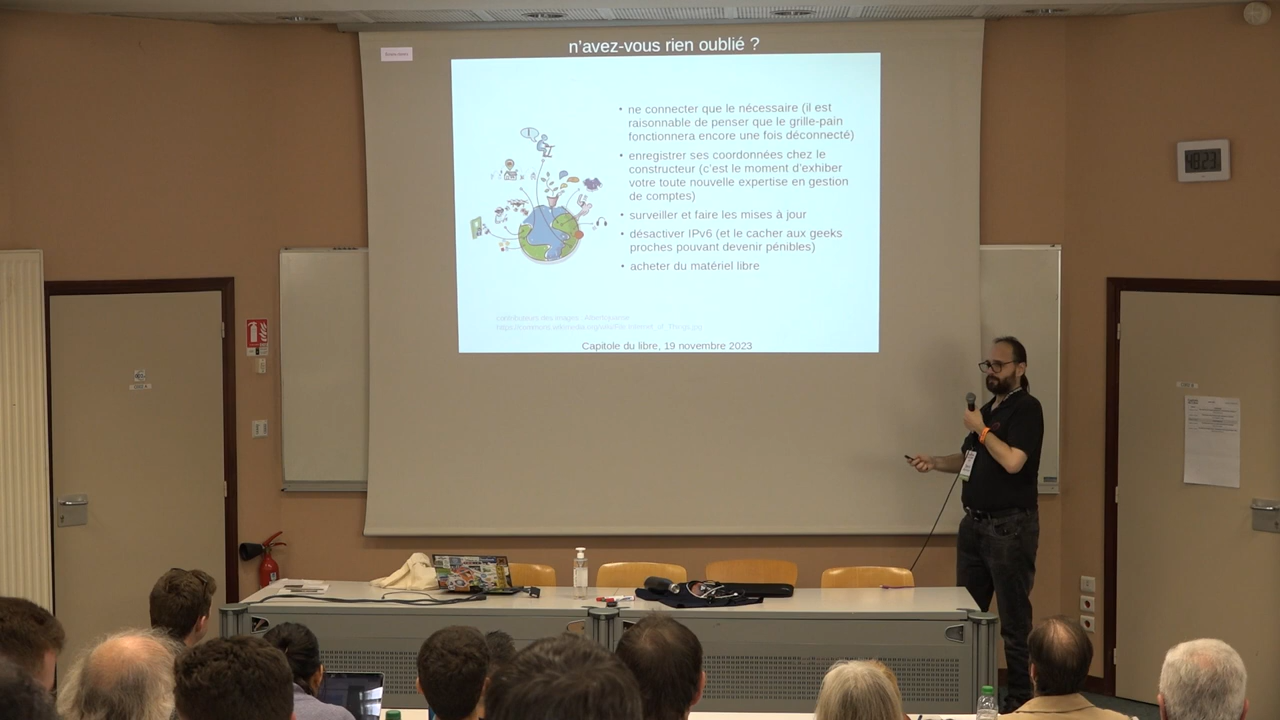 n'avez-vous rien oublié ?
• ne connecter que le nécessaire (il est
raisonnable de penser que le grille-pain
fonctionnera encore une fois déconnecté)
• enregistrer ses coordonnées chez le
constructeur (c'est le moment d'exhiber
votre toute nouvelle expertise en gestion
de comptes)
• surveiller et faire les mises à jour
• désactiver IPv6 (et le cacher aux geeks
proches pouvant devenir pénibles)
• acheter du matériel libre
Capitole du libre, 19 novembre 2023